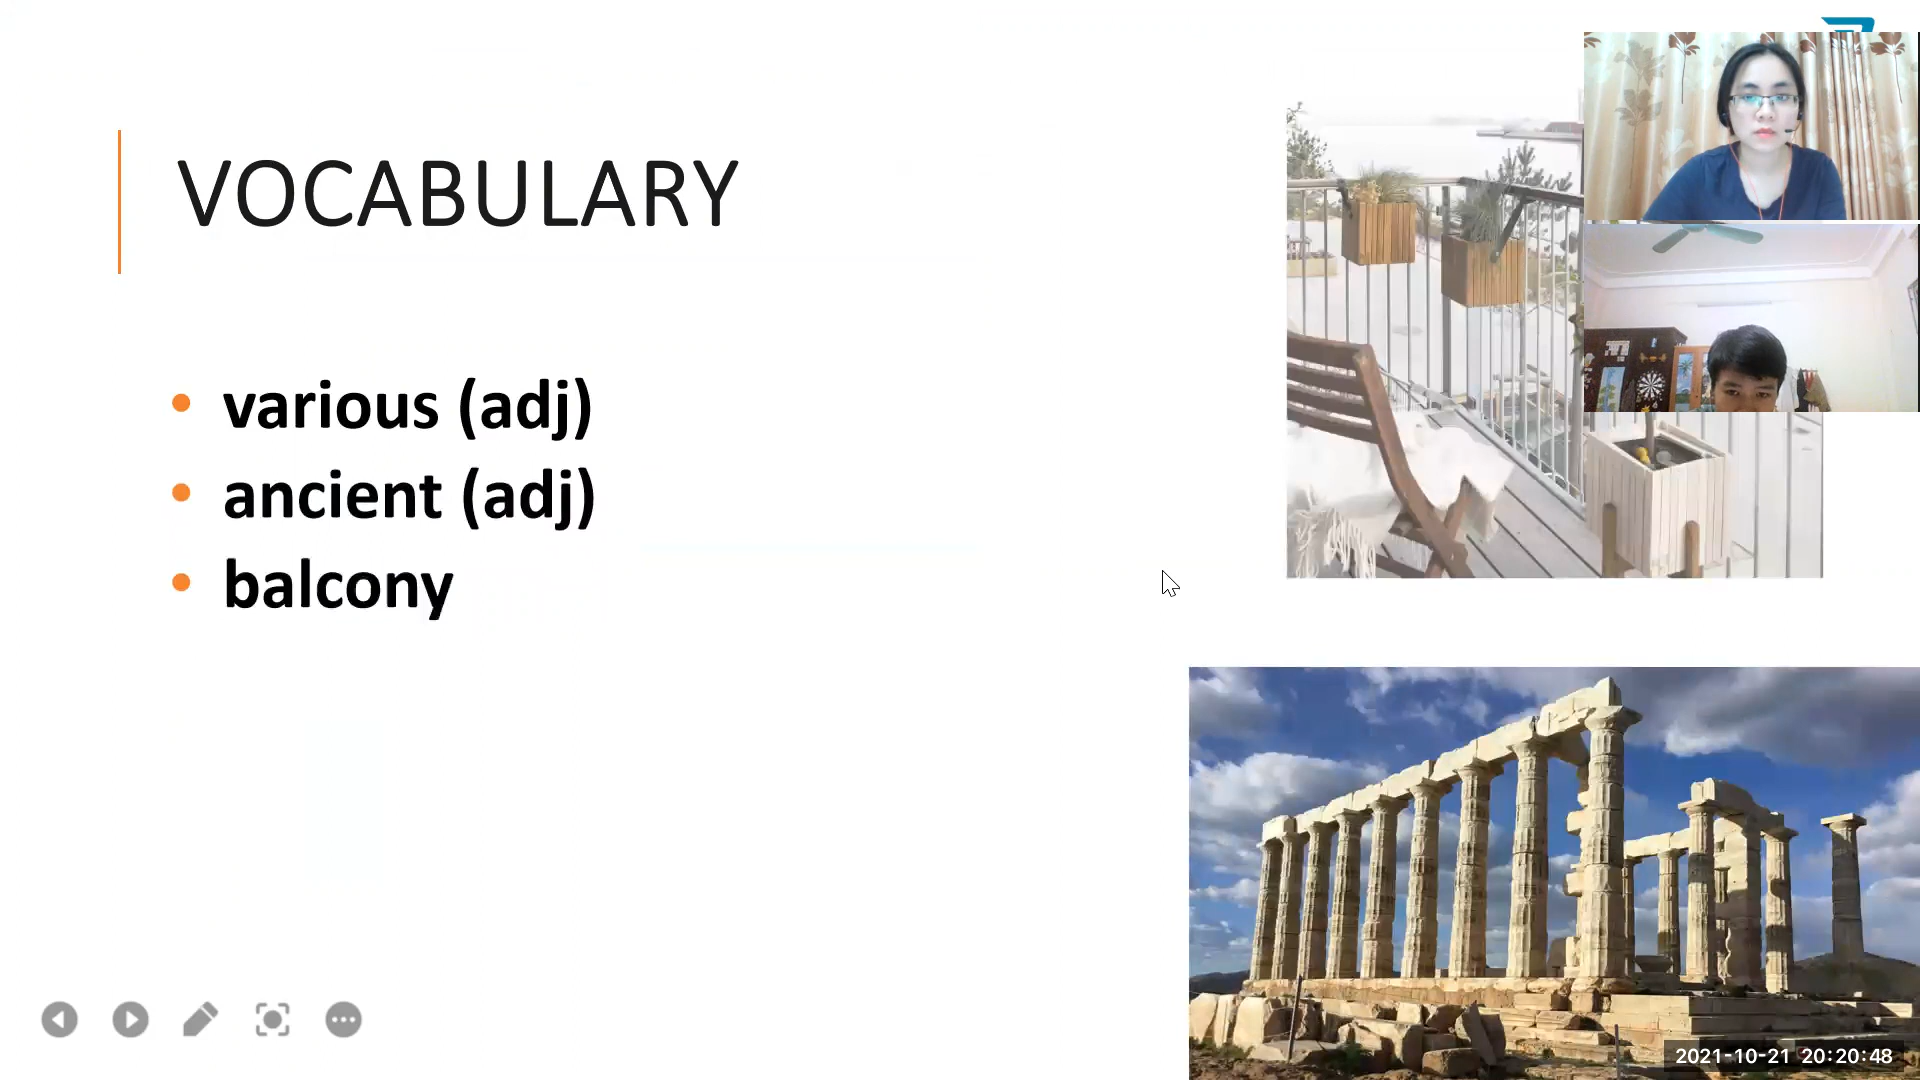 VOCABULARY
• various (adj)
• ancient (adj)
• balcony
2021-10-21 20:20:48